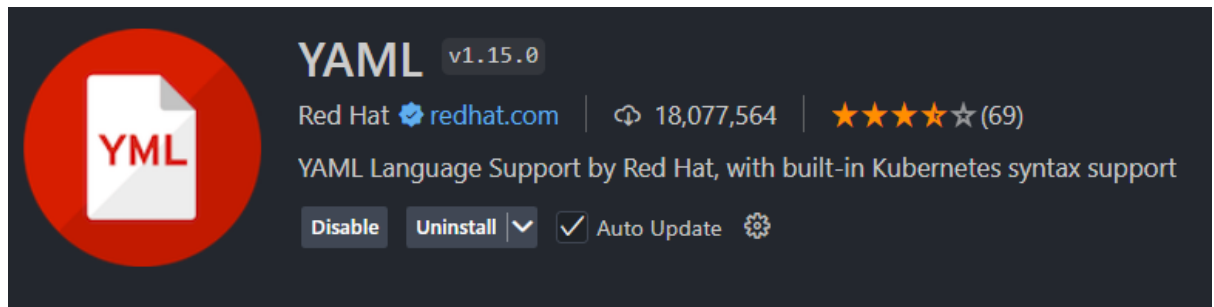 YML
YAML v1.15.0
Red Hat redhat.com 18,077,564 (69)
YAML Language Support by Red Hat, with built-in Kubernetes syntax support
Disable Uninstall Auto Update